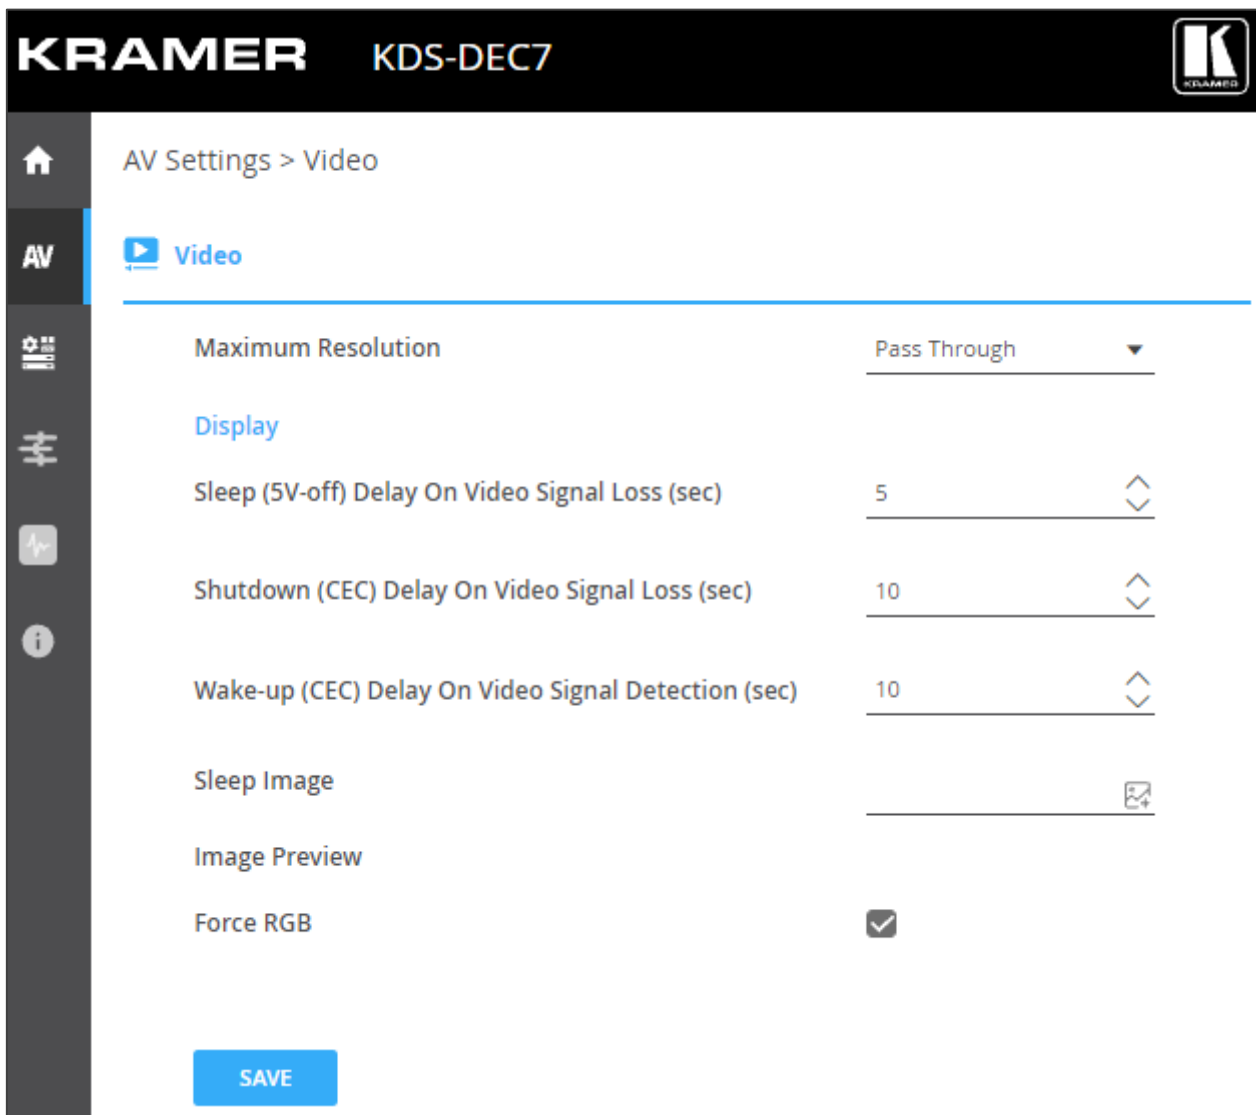 KRAMER KDS-DEC7
KRAMER
AV Settings > Video
AV
Video
Maximum Resolution Pass Through
Display
Sleep (5V-off) Delay On Video Signal Loss (sec) 5
Shutdown (CEC) Delay On Video Signal Loss (sec) 10
Wake-up (CEC) Delay On Video Signal Detection (sec) 10
Sleep Image
Image Preview
Force RGB
SAVE